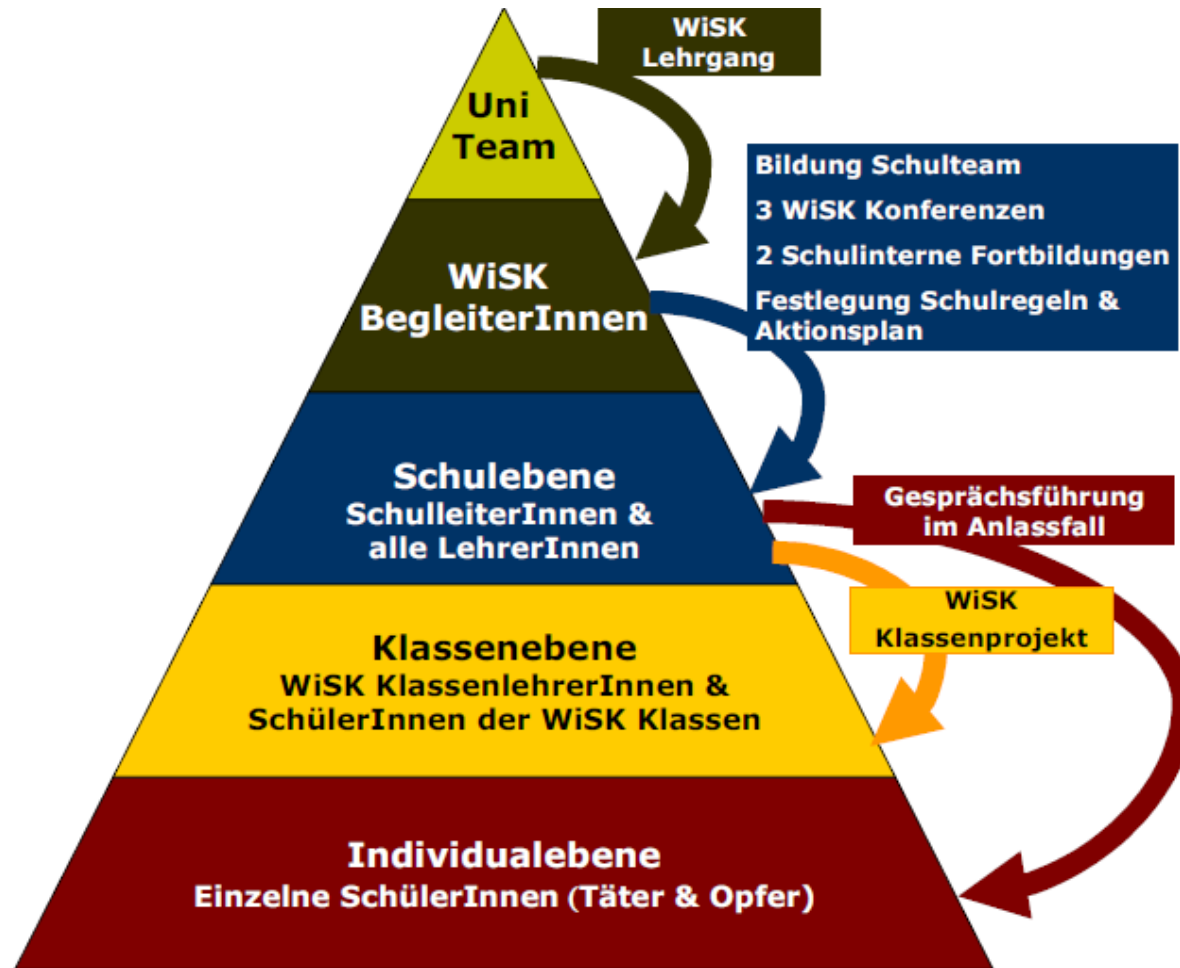 WiSK
Lehrgang
Uni
Team
Bildung Schulteam
3 WiSK Konferenzen
2 Schulinterne Fortbildungen
Festlegung Schulregeln &
Aktionsplan
WiSK
BegleiterInnen
Schulebene
SchulleiterInnen &
alle LehrerInnen
Gesprächsführung
im Anlassfall
WiSK
Klassenprojekt
Klassenebene
WiSK KlassenlehrerInnen &
SchülerInnen der WiSK Klassen
Individualebene
Einzelne SchülerInnen (Täter & Opfer)